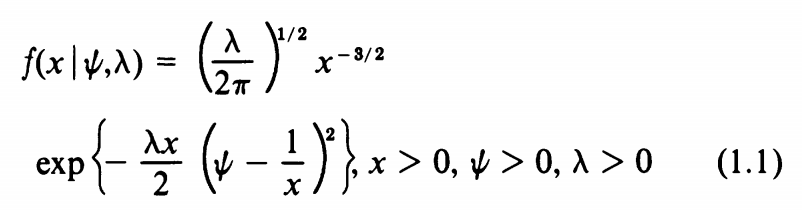 f(x | ψ,λ) = (λ/2π)^{1/2} x^{-3/2}
exp{- λx/2 (ψ - 1/x)^2}, x > 0, ψ > 0, λ > 0 (1.1)